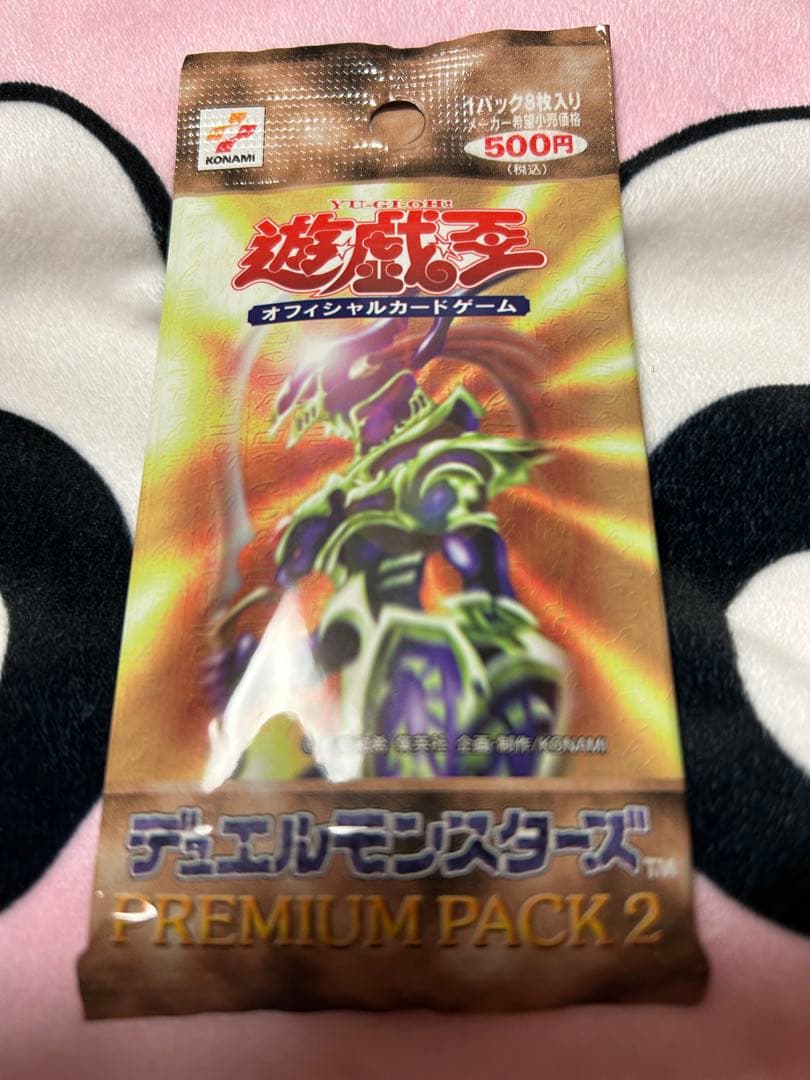 1パック8枚入り
メーカー希望小売価格
500円
(税込)
KONAMI
YU-GI-OH!
遊戯王
オフィシャルカードゲーム
集英社 企画・制作/KONAMI
デュエルモンスターズ™
PREMIUM PACK 2